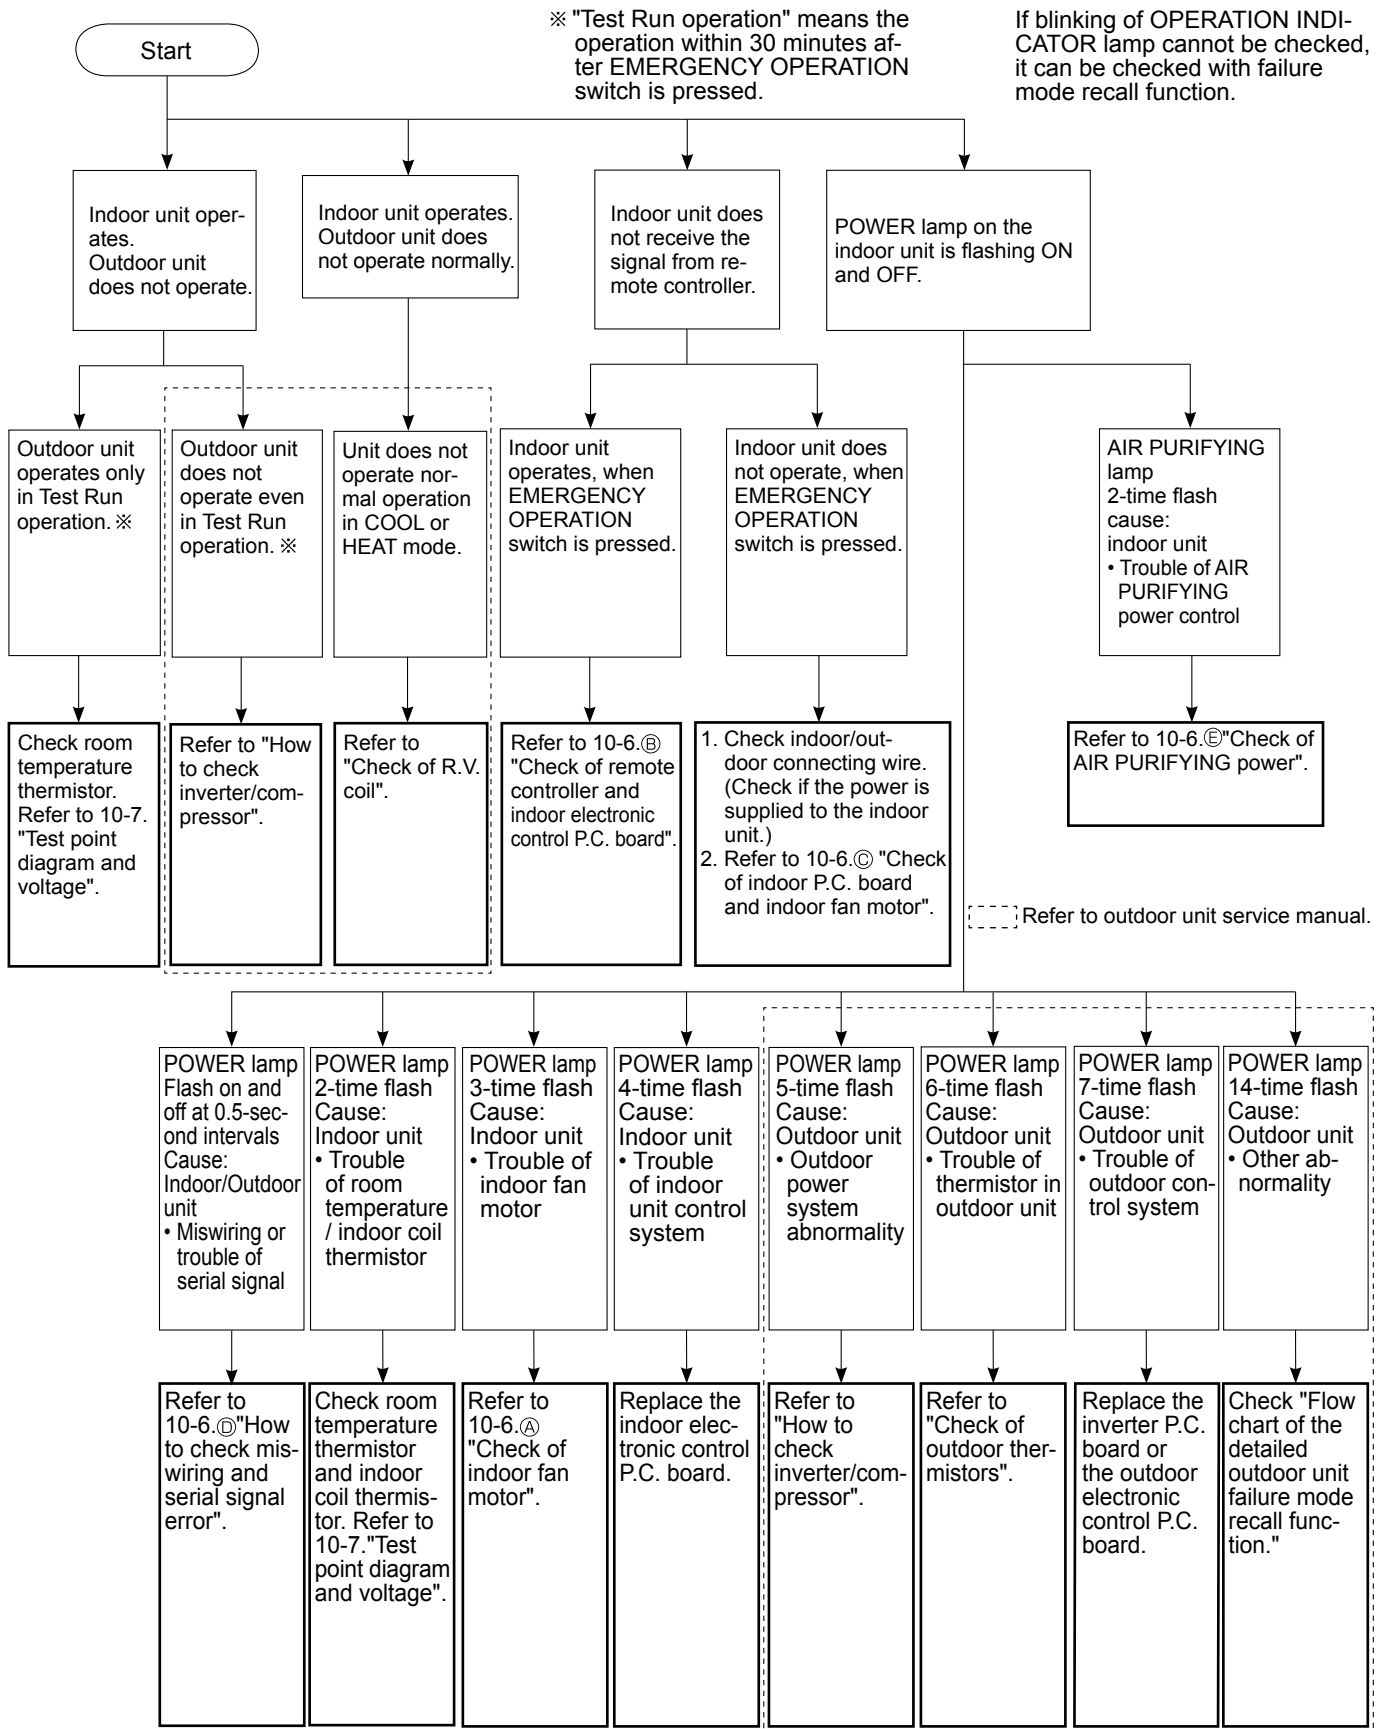 ※ "Test Run operation" means the
operation within 30 minutes af-
ter EMERGENCY OPERATION
switch is pressed.
If blinking of OPERATION INDI-
CATOR lamp cannot be checked,
it can be checked with failure
mode recall function.
Start
Indoor unit oper-
ates.
Outdoor unit
does not operate.
Indoor unit operates.
Outdoor unit does
not operate normally.
Indoor unit does
not receive the
signal from re-
mote controller.
POWER lamp on the
indoor unit is flashing ON
and OFF.
Outdoor unit
operates only
in Test Run
operation. ※
Outdoor unit
does not
operate even
in Test Run
operation. ※
Unit does not
operate nor-
mal operation
in COOL or
HEAT mode.
Indoor unit
operates, when
EMERGENCY
OPERATION
switch is pressed.
Indoor unit does
not operate, when
EMERGENCY
OPERATION
switch is pressed.
AIR PURIFYING
lamp
2-time flash
cause:
indoor unit
• Trouble of AIR
PURIFYING
power control
Check room
temperature
thermistor.
Refer to 10-7.
"Test point
diagram and
voltage".
Refer to "How
to check
inverter/com-
pressor".
Refer to
"Check of R.V.
coil".
Refer to 10-6.Ⓑ
"Check of remote
controller and
indoor electronic
control P.C. board".
1. Check indoor/out-
door connecting wire.
(Check if the power is
supplied to the indoor
unit.)
2. Refer to 10-6.Ⓒ "Check
of indoor P.C. board
and indoor fan motor".
Refer to 10-6.Ⓔ"Check of
AIR PURIFYING power".
Refer to outdoor unit service manual.
POWER lamp
Flash on and
off at 0.5-sec-
ond intervals
Cause:
Indoor/Outdoor
unit
• Miswiring or
trouble of
serial signal
POWER lamp
2-time flash
Cause:
Indoor unit
• Trouble
of room
temperature
/ indoor coil
thermistor
POWER lamp
3-time flash
Cause:
Indoor unit
• Trouble of
indoor fan
motor
POWER lamp
4-time flash
Cause:
Indoor unit
• Trouble
of indoor
unit control
system
POWER lamp
5-time flash
Cause:
Outdoor unit
• Outdoor
power
system
abnormality
POWER lamp
6-time flash
Cause:
Outdoor unit
• Trouble of
thermistor in
outdoor unit
POWER lamp
7-time flash
Cause:
Outdoor unit
• Trouble of
outdoor con-
trol system
POWER lamp
14-time flash
Cause:
Outdoor unit
• Other ab-
normality
Refer to
10-6.Ⓓ"How
to check mis-
wiring and
serial signal
error".
Check room
temperature
thermistor
and indoor
coil thermis-
tor. Refer to
10-7."Test
point diagram
and voltage".
Refer to
10-6.Ⓐ
"Check of
indoor fan
motor".
Replace the
indoor elec-
tronic control
P.C. board.
Refer to
"How to
check
inverter/com-
pressor".
Refer to
"Check of
outdoor ther-
mistors".
Replace the
inverter P.C.
board or
the outdoor
electronic
control P.C.
board.
Check "Flow
chart of the
detailed
outdoor unit
failure mode
recall func-
tion."